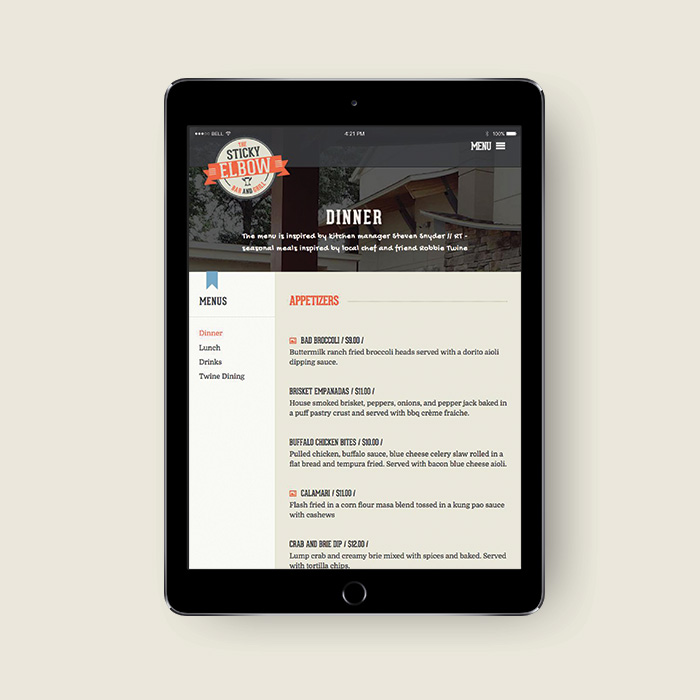 BELL
4:21 PM
100%
THE
STICKY
ELBOW
BAR AND GRILL
MENU
DINNER
The menu is inspired by kitchen manager Steven Snyder // RT -
seasonal meals inspired by local chef and friend Robbie Twine
MENUS
Dinner
Lunch
Drinks
Twine Dining
APPETIZERS
BAD BROCCOLI / $9.00 /
Buttermilk ranch fried broccoli heads served with a dorito aioli
dipping sauce.
BRISKET EMPANADAS / $11.00 /
House smoked brisket, peppers, onions, and pepper jack baked in
a puff pastry crust and served with bbq crème fraiche.
BUFFALO CHICKEN BITES / $10.00 /
Pulled chicken, buffalo sauce, blue cheese celery slaw rolled in a
flat bread and tempura fried. Served with bacon blue cheese aioli.
CALAMARI / $11.00 /
Flash fried in a corn flour masa blend tossed in a kung pao sauce
with cashews
CRAB AND BRIE DIP / $12.00 /
Lump crab and creamy brie mixed with spices and baked. Served
with tortilla chips.